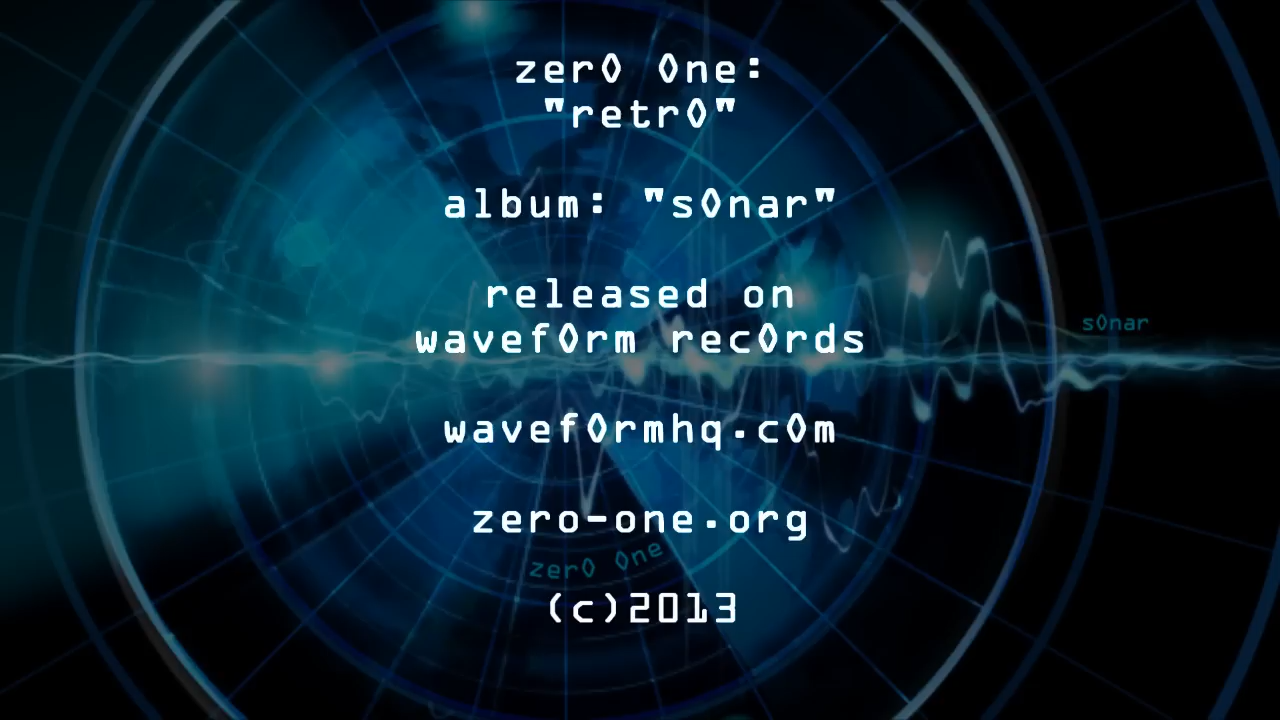 zer0 0ne:
"retr0"
album: "s0nar"
released on
wavef0rm rec0rds
s0nar
wavef0rmhq.c0m
zero-one.org
zer0 0ne
(c)2013